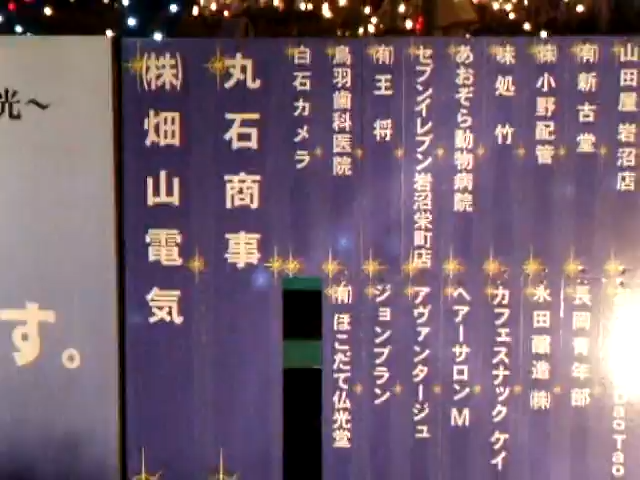 山田屋 岩沼店
㈲新古堂
㈱小野配管
味処 竹
あおぞら動物病院
セブンイレブン岩沼栄町店
㈲王将
鳥羽歯科医院
白石カメラ
丸石商事
㈱畑山電気
DaoTao
長岡青年部
永田醸造㈱
カフェスナック ケイ
ヘアーサロン M
アヴァンタージュ
ジョンブラン
㈲ほこだて仏光堂
光〜
す。